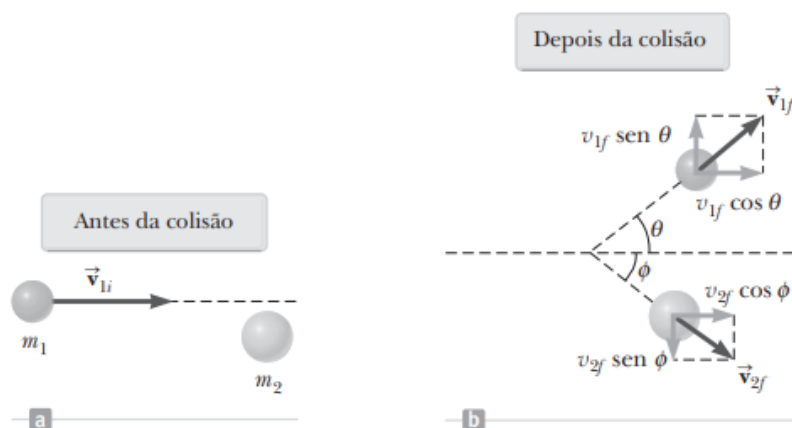 Antes da colisão
v⃗₁ᵢ
m₁
m₂
a
Depois da colisão
v⃗₁f
v₁f sen θ
v₁f cos θ
θ
ϕ
v₂f cos ϕ
v₂f sen ϕ
v⃗₂f
b